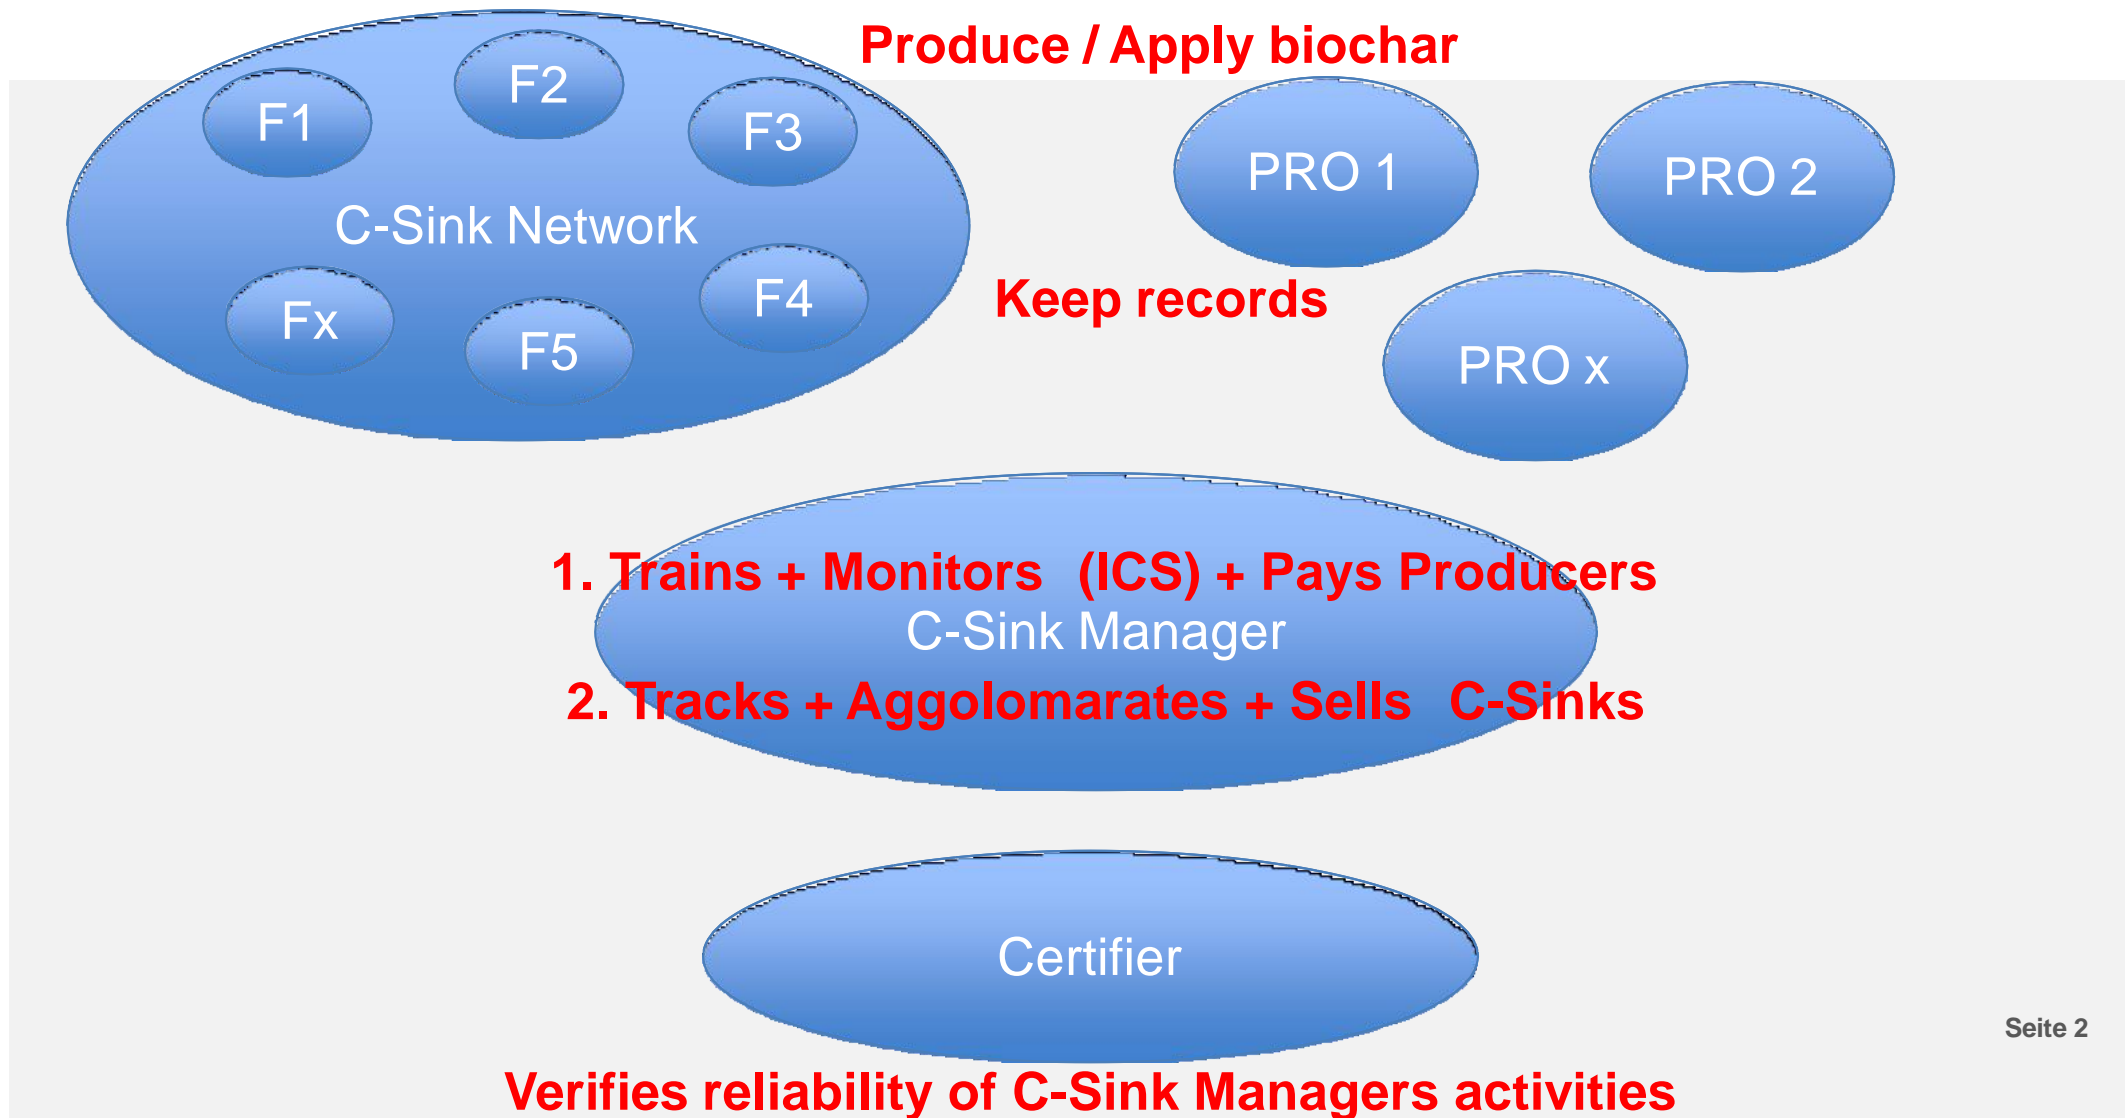 Produce / Apply biochar
F1
F2
F3
C-Sink Network
Fx
F5
F4
PRO 1
PRO 2
Keep records
PRO x
1. Trains + Monitors (ICS) + Pays Producers
C-Sink Manager
2. Tracks + Aggolomarates + Sells C-Sinks
Certifier
Seite 2
Verifies reliability of C-Sink Managers activities